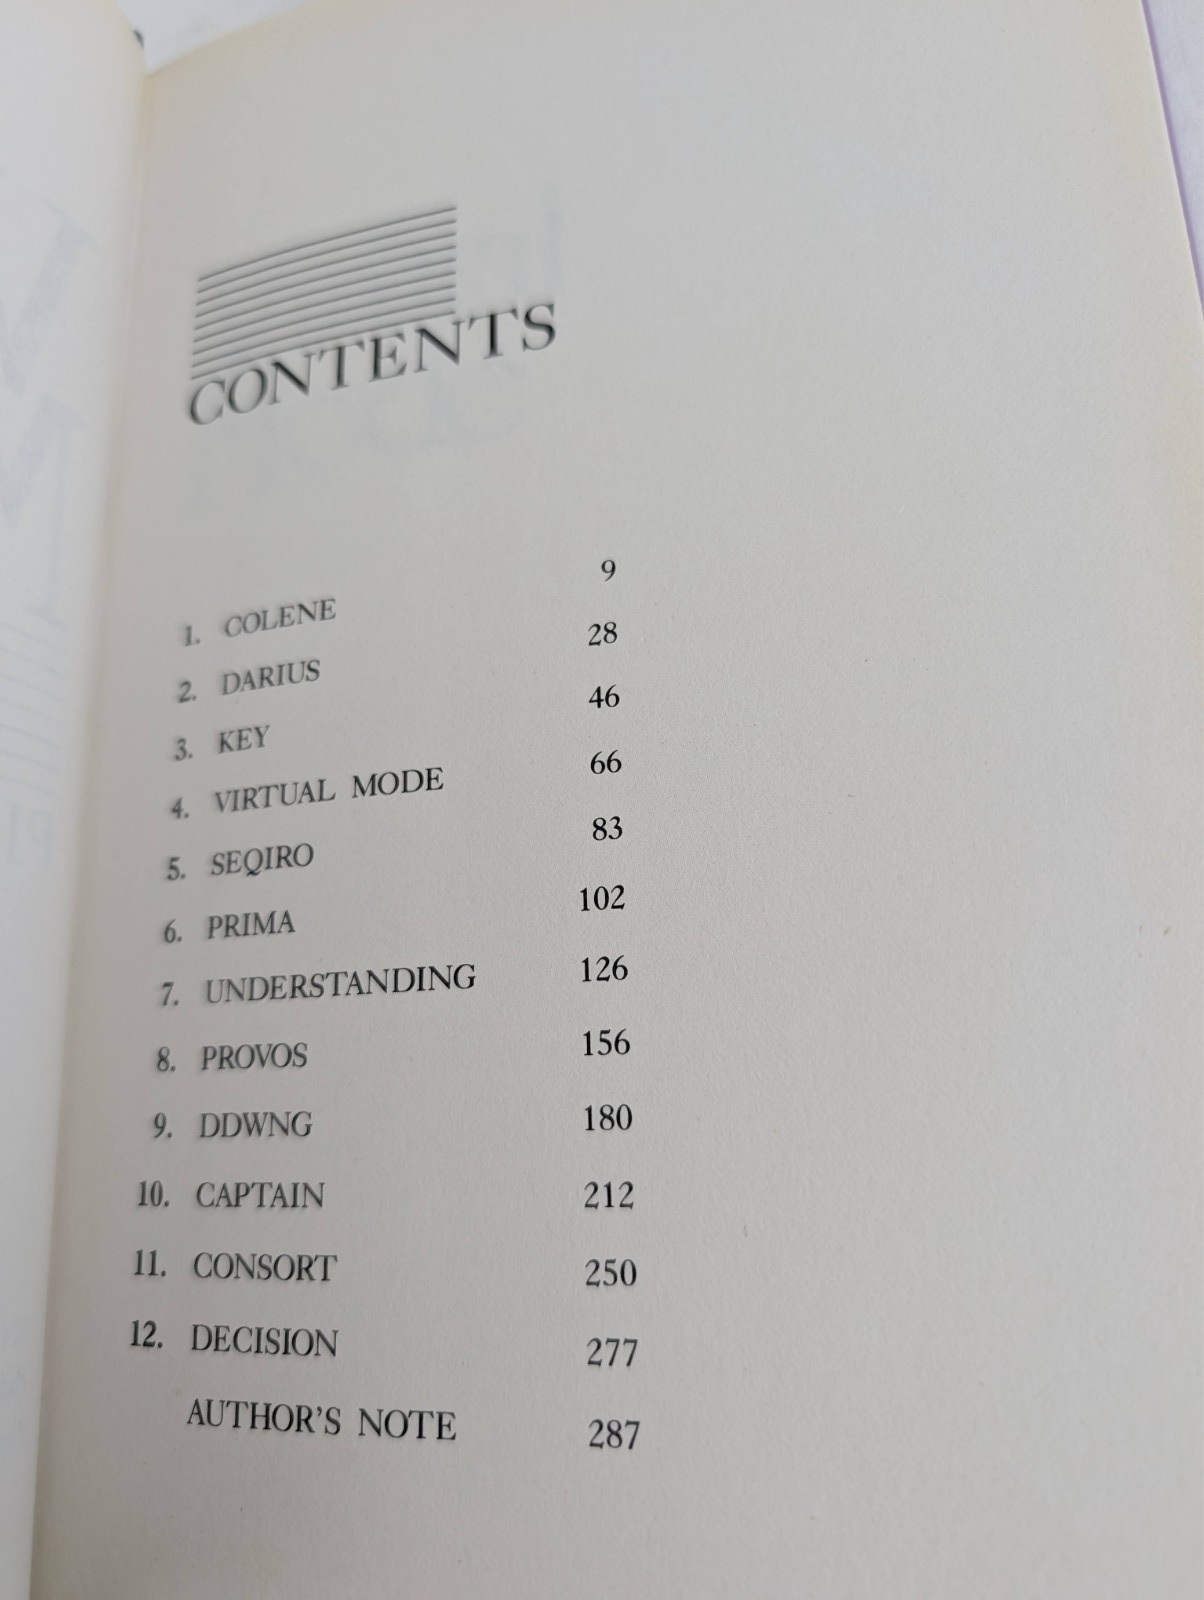 CONTENTS
1. COLENE 9
2. DARIUS 28
3. KEY 46
4. VIRTUAL MODE 66
5. SEQIRO 83
6. PRIMA 102
7. UNDERSTANDING 126
8. PROVOS 156
9. DDWNG 180
10. CAPTAIN 212
11. CONSORT 250
12. DECISION 277
AUTHOR'S NOTE 287